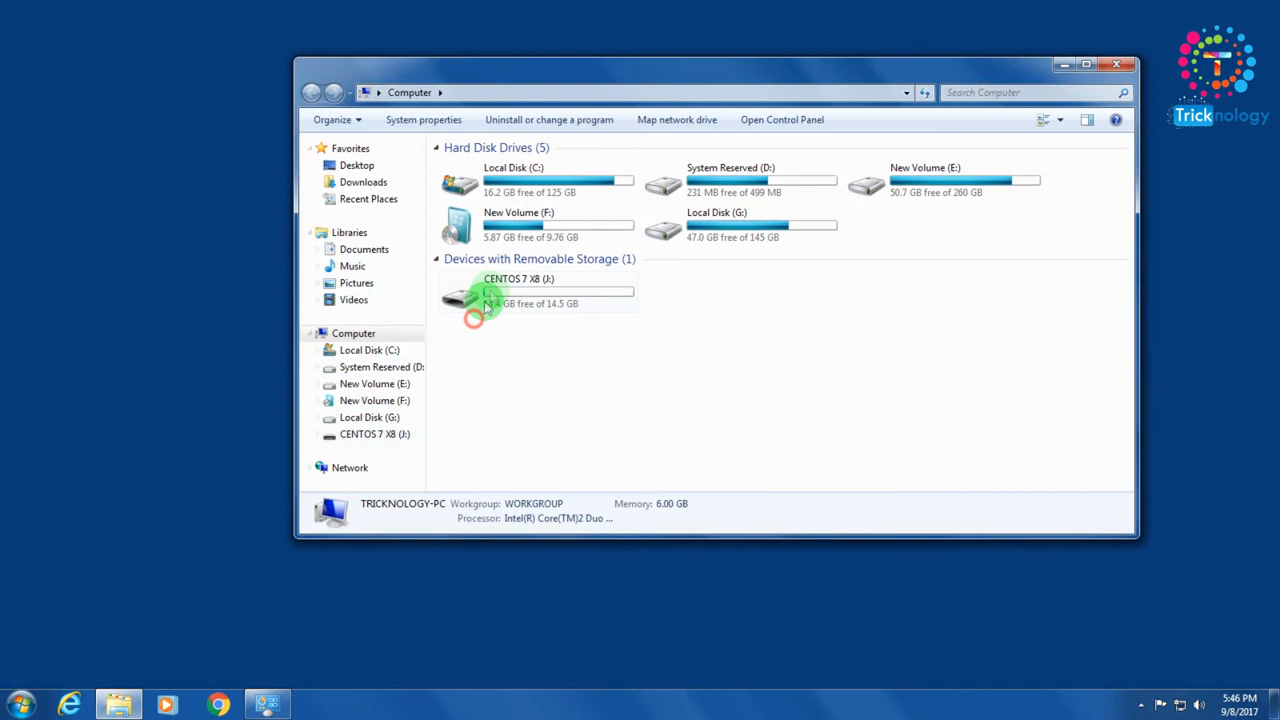 T
Tricknology
Computer
Search Computer
Organize
System properties
Uninstall or change a program
Map network drive
Open Control Panel
Favorites
Desktop
Downloads
Recent Places
Libraries
Documents
Music
Pictures
Videos
Computer
Local Disk (C:)
System Reserved (D:
New Volume (E:)
New Volume (F:)
Local Disk (G:)
CENTOS 7 X8 (J:)
Network
Hard Disk Drives (5)
Local Disk (C:)
16.2 GB free of 125 GB
System Reserved (D:)
231 MB free of 499 MB
New Volume (E:)
50.7 GB free of 260 GB
New Volume (F:)
5.87 GB free of 9.76 GB
Local Disk (G:)
47.0 GB free of 145 GB
Devices with Removable Storage (1)
CENTOS 7 X8 (J:)
GB free of 14.5 GB
TRICKNOLOGY-PC
Workgroup: WORKGROUP
Memory: 6.00 GB
Processor: Intel(R) Core(TM)2 Duo ...
5:46 PM
9/8/2017